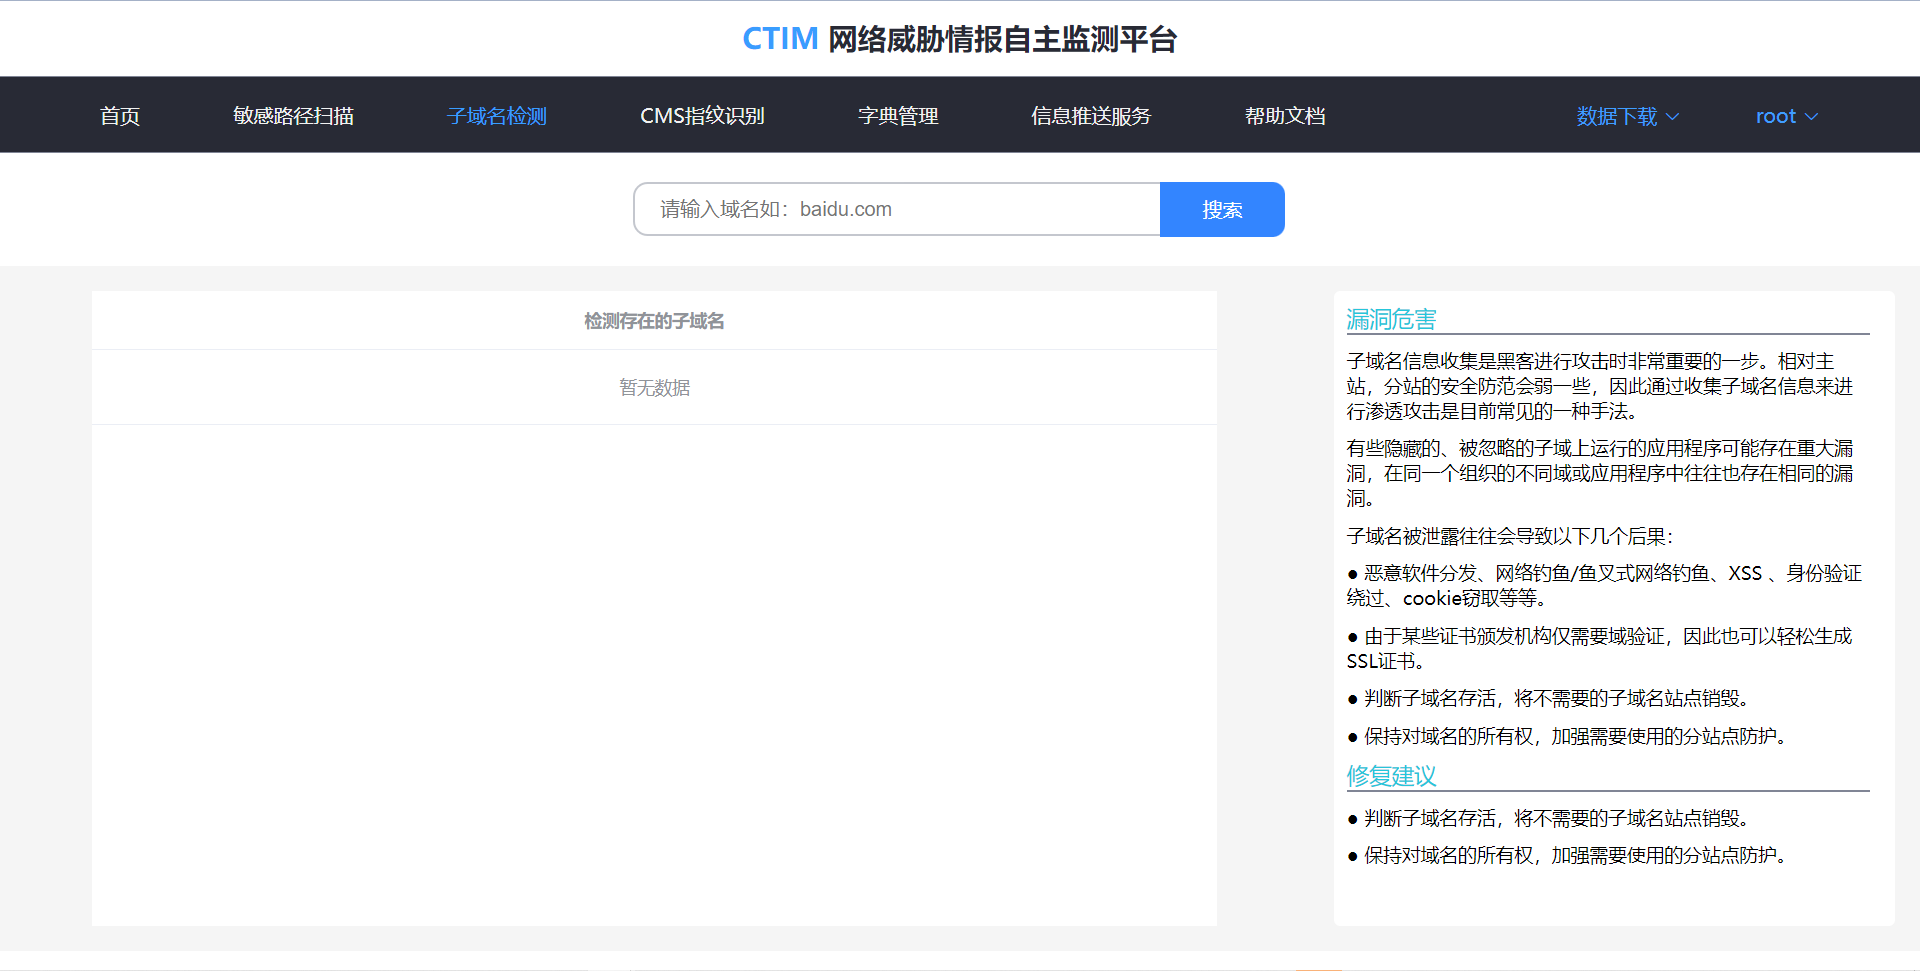 CTIM 网络威胁情报自主监测平台
首页 敏感路径扫描 子域名检测 CMS指纹识别 字典管理 信息推送服务 帮助文档 数据下载 root
请输入域名如：baidu.com 搜索
检测存在的子域名
暂无数据
漏洞危害
子域名信息收集是黑客进行攻击时非常重要的一步。相对主
站，分站的安全防范会弱一些，因此通过收集子域名信息来进
行渗透攻击是目前常见的一种手法。
有些隐藏的、被忽略的子域上运行的应用程序可能存在重大漏
洞，在同一个组织的不同域或应用程序中往往也存在相同的漏
洞。
子域名被泄露往往会导致以下几个后果：
● 恶意软件分发、网络钓鱼/鱼叉式网络钓鱼、XSS 、身份验证
绕过、cookie窃取等等。
● 由于某些证书颁发机构仅需要域验证，因此也可以轻松生成
SSL证书。
● 判断子域名存活，将不需要的子域名站点销毁。
● 保持对域名的所有权，加强需要使用的分站点防护。
修复建议
● 判断子域名存活，将不需要的子域名站点销毁。
● 保持对域名的所有权，加强需要使用的分站点防护。